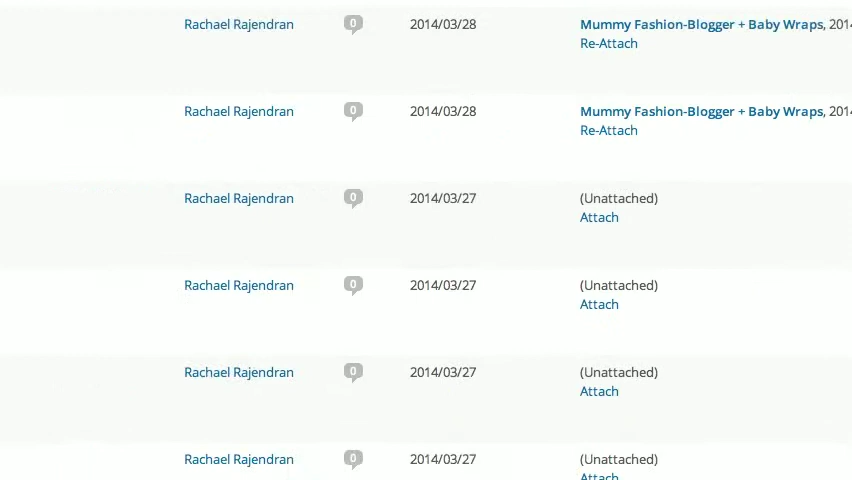 Rachael Rajendran 0 2014/03/28 Mummy Fashion-Blogger + Baby Wraps, 201
Re-Attach
Rachael Rajendran 0 2014/03/28 Mummy Fashion-Blogger + Baby Wraps, 201
Re-Attach
Rachael Rajendran 0 2014/03/27 (Unattached)
Attach
Rachael Rajendran 0 2014/03/27 (Unattached)
Attach
Rachael Rajendran 0 2014/03/27 (Unattached)
Attach
Rachael Rajendran 0 2014/03/27 (Unattached)
Attach